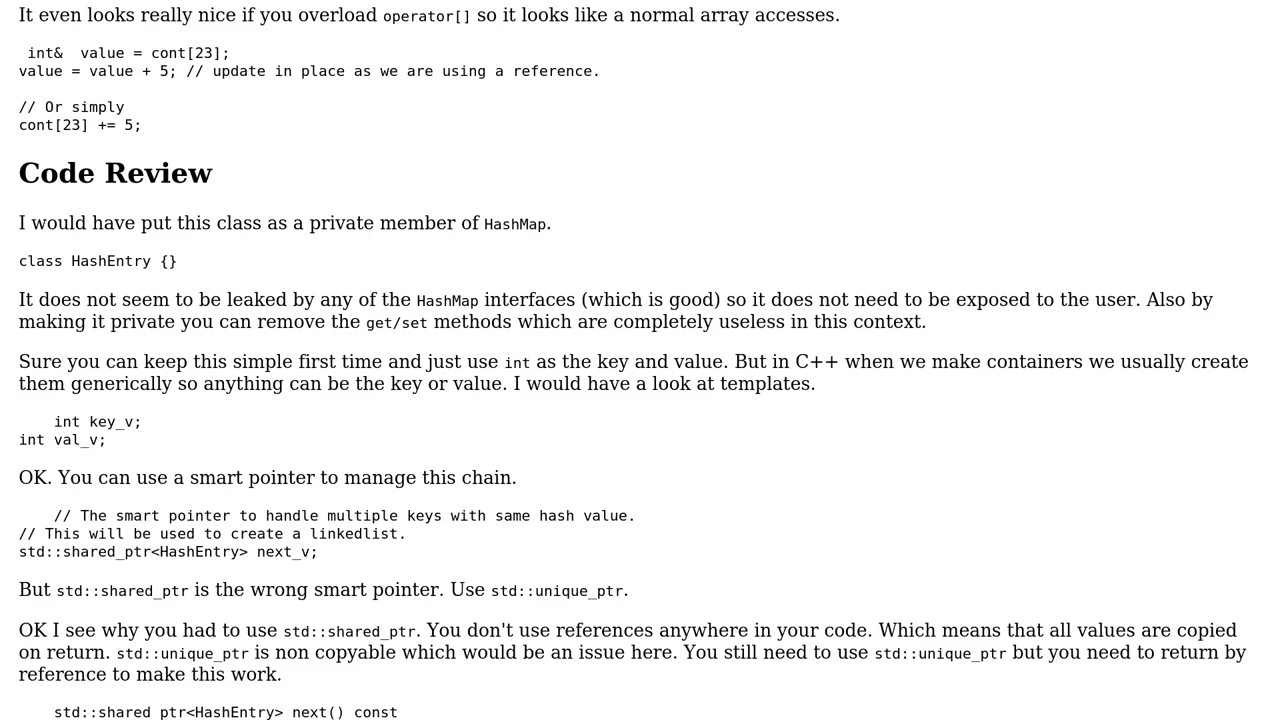 It even looks really nice if you overload operator[] so it looks like a normal array accesses.
int&  value = cont[23];
value = value + 5; // update in place as we are using a reference.
// Or simply
cont[23] += 5;
Code Review
I would have put this class as a private member of HashMap.
class HashEntry {}
It does not seem to be leaked by any of the HashMap interfaces (which is good) so it does not need to be exposed to the user. Also by
making it private you can remove the get/set methods which are completely useless in this context.
Sure you can keep this simple first time and just use int as the key and value. But in C++ when we make containers we usually create
them generically so anything can be the key or value. I would have a look at templates.
int key_v;
int val_v;
OK. You can use a smart pointer to manage this chain.
// The smart pointer to handle multiple keys with same hash value.
// This will be used to create a linkedlist.
std::shared_ptr<HashEntry> next_v;
But std::shared_ptr is the wrong smart pointer. Use std::unique_ptr.
OK I see why you had to use std::shared_ptr. You don't use references anywhere in your code. Which means that all values are copied
on return. std::unique_ptr is non copyable which would be an issue here. You still need to use std::unique_ptr but you need to return by
reference to make this work.
std::shared_ptr<HashEntry> next() const